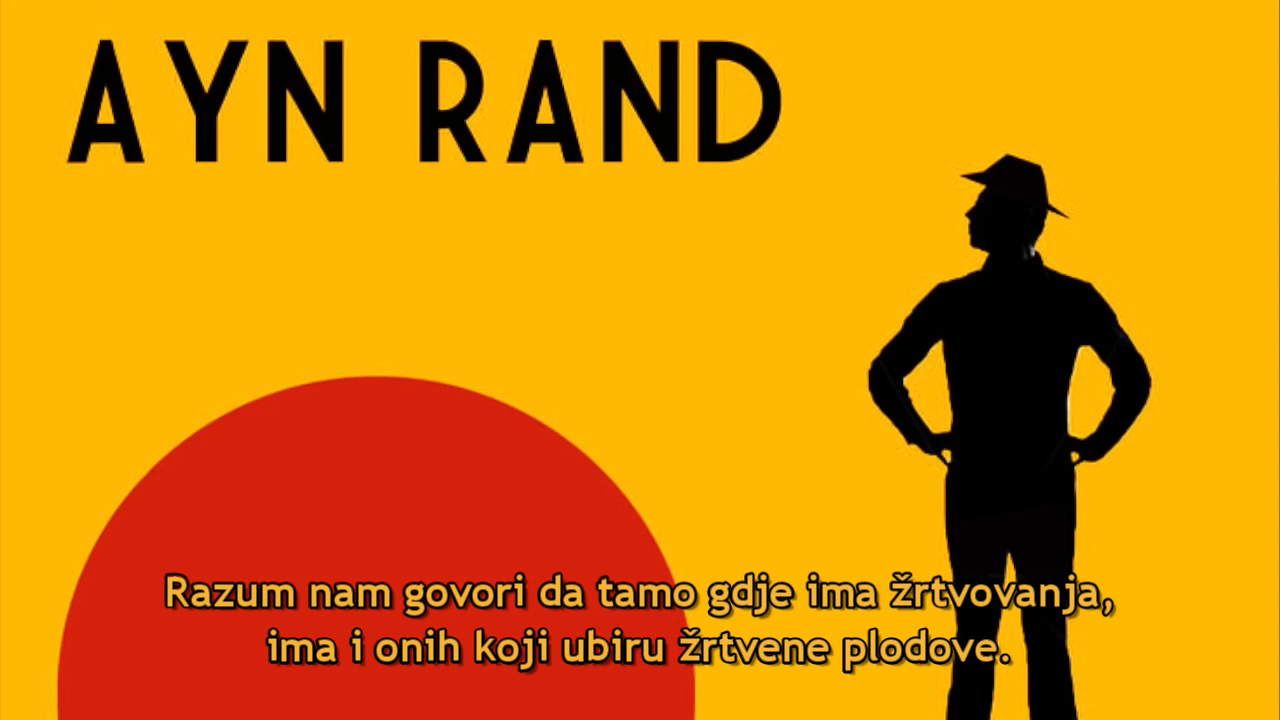 AYN RAND
Razum nam govori da tamo gdje ima žrtvovanja,
ima i onih koji ubiru žrtvene plodove.